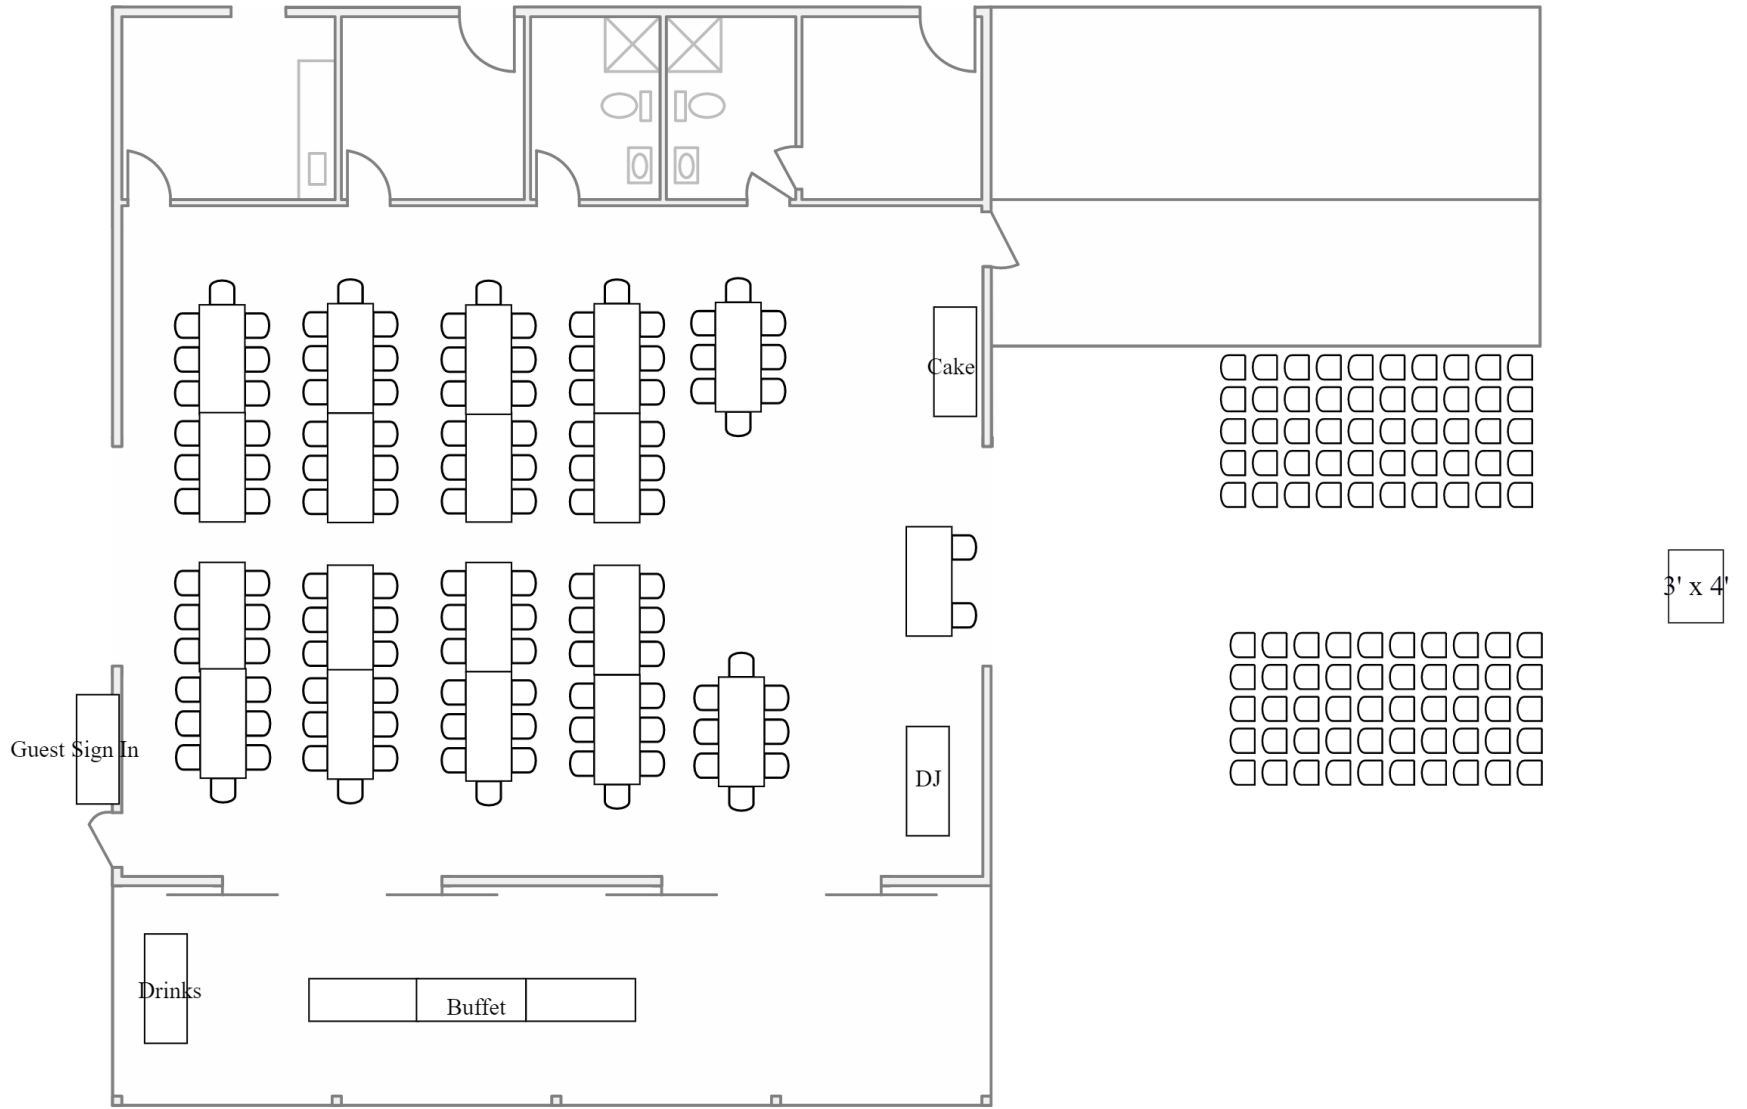 Cake
3' x 4'
Guest Sign In
DJ
Drinks
Buffet